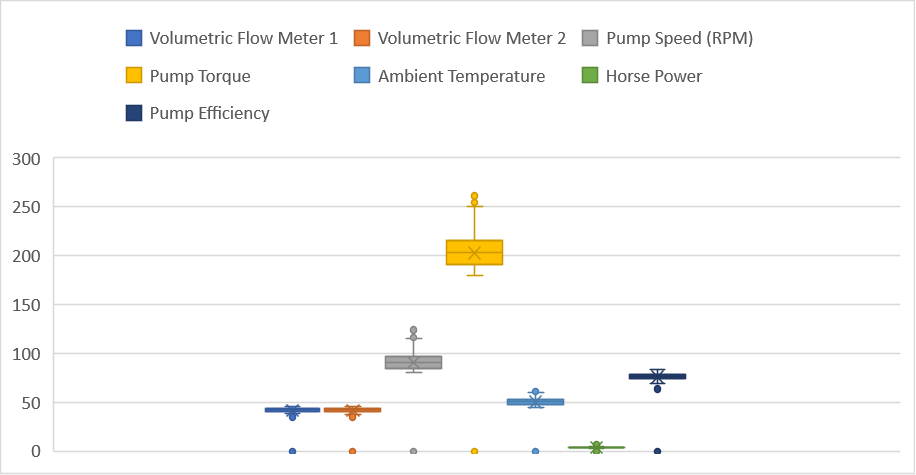 Volumetric Flow Meter 1 Volumetric Flow Meter 2 Pump Speed (RPM)
Pump Torque Ambient Temperature Horse Power
Pump Efficiency
300
250
200
150
100
50
0